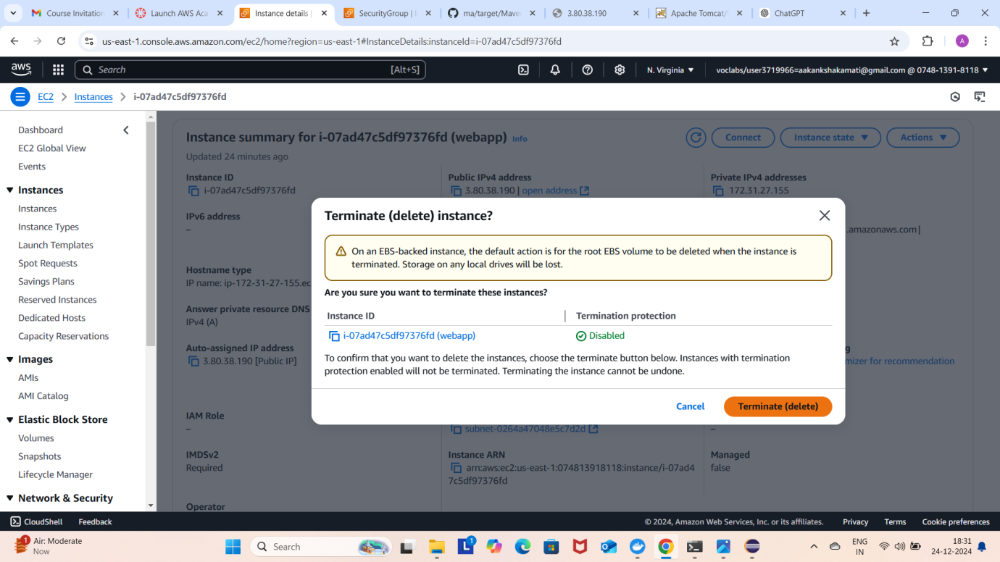 Course Invitation
Launch AWS Aca
Instance details |
SecurityGroup | E
ma/target/Mave
3.80.38.190
Apache Tomcat/
ChatGPT
us-east-1.console.aws.amazon.com/ec2/home?region=us-east-1#InstanceDetails:instanceId=i-07ad47c5df97376fd
A
aws
Search
[Alt+S]
N. Virginia
voclabs/user3719966=aakankshakamati@gmail.com @ 0748-1391-8118
EC2
Instances
i-07ad47c5df97376fd
Dashboard
EC2 Global View
Events
Instances
Instances
Instance Types
Launch Templates
Spot Requests
Savings Plans
Reserved Instances
Dedicated Hosts
Capacity Reservations
Images
AMIs
AMI Catalog
Elastic Block Store
Volumes
Snapshots
Lifecycle Manager
Network & Security
Instance summary for i-07ad47c5df97376fd (webapp) Info
Updated 24 minutes ago
Connect
Instance state
Actions
Instance ID
i-07ad47c5df97376fd
Public IPv4 address
3.80.38.190 | open address
Private IPv4 addresses
172.31.27.155
IPv6 address
–
.amazonaws.com |
Hostname type
IP name: ip-172-31-27-155.ec
Answer private resource DNS
IPv4 (A)
Auto-assigned IP address
3.80.38.190 [Public IP]
g
mizer for recommendation
Terminate (delete) instance?
On an EBS-backed instance, the default action is for the root EBS volume to be deleted when the instance is
terminated. Storage on any local drives will be lost.
Are you sure you want to terminate these instances?
Instance ID
Termination protection
i-07ad47c5df97376fd (webapp)
Disabled
To confirm that you want to delete the instances, choose the terminate button below. Instances with termination
protection enabled will not be terminated. Terminating the instance cannot be undone.
Cancel
Terminate (delete)
IAM Role
–
subnet-0264a47048e5c7d2d
–
IMDSv2
Required
Instance ARN
arn:aws:ec2:us-east-1:074813918118:instance/i-07ad4
7c5df97376fd
Managed
false
Operator
CloudShell
Feedback
© 2024, Amazon Web Services, Inc. or its affiliates.
Privacy
Terms
Cookie preferences
1
Air: Moderate
Now
Search
L
1
ENG
IN
18:31
24-12-2024